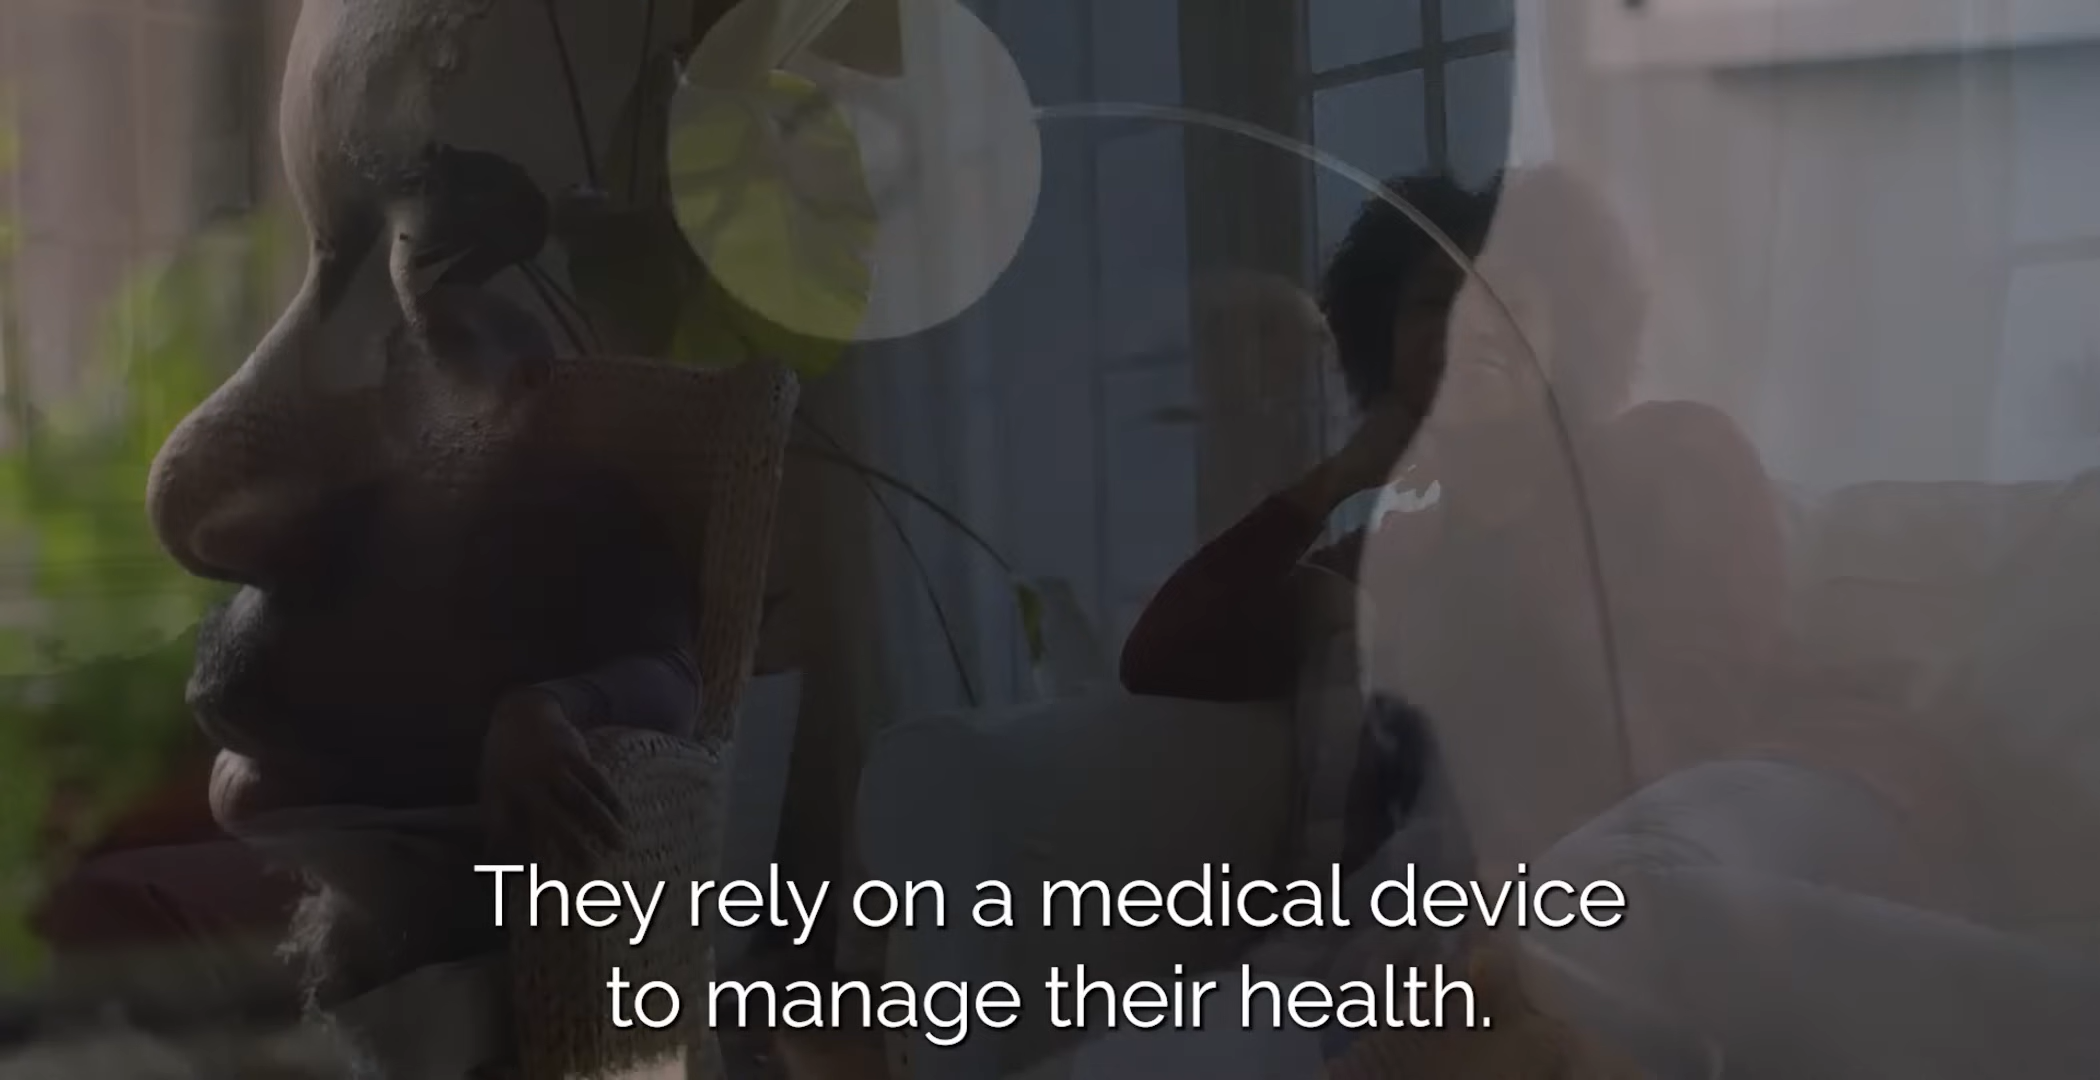 They rely on a medical device
to manage their health.